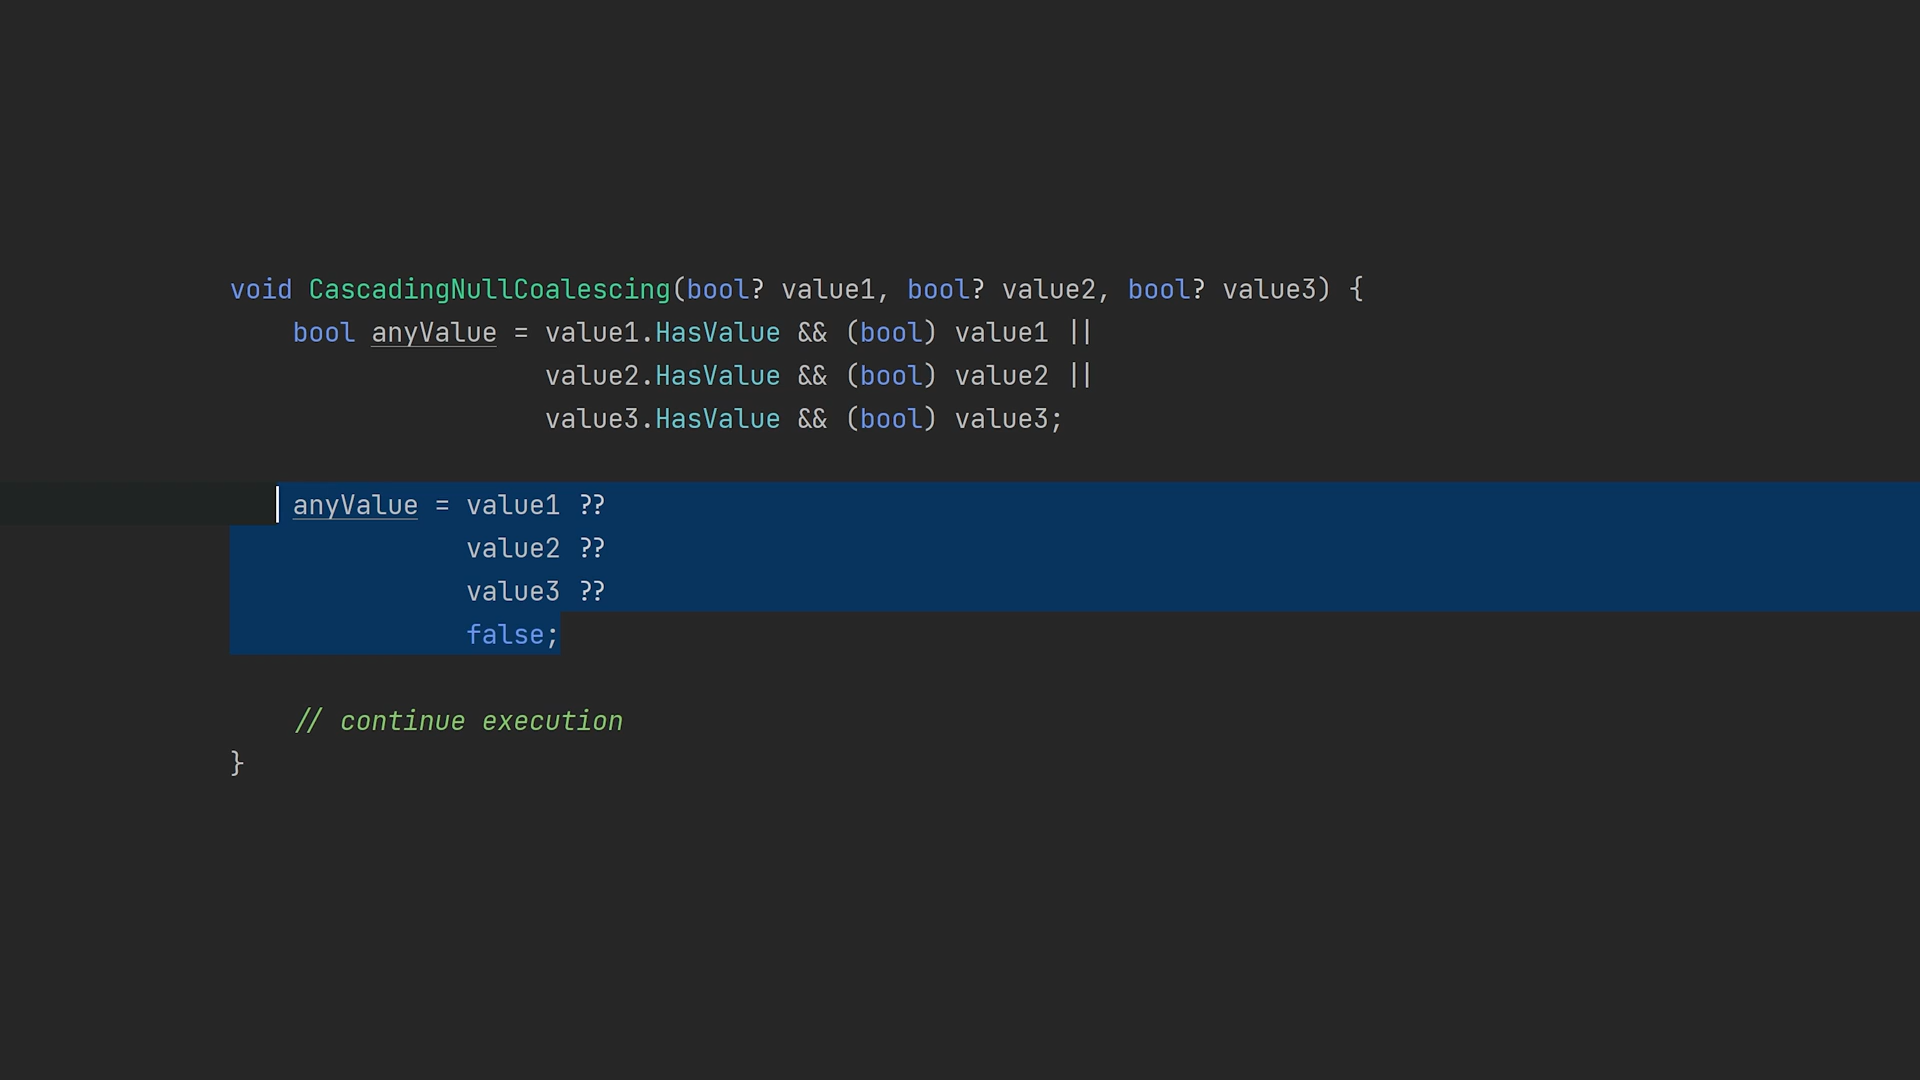 void CascadingNullCoalescing(bool? value1, bool? value2, bool? value3) {
bool anyValue = value1.HasValue && (bool) value1 ||
value2.HasValue && (bool) value2 ||
value3.HasValue && (bool) value3;
anyValue = value1 ??
value2 ??
value3 ??
false;
// continue execution
}